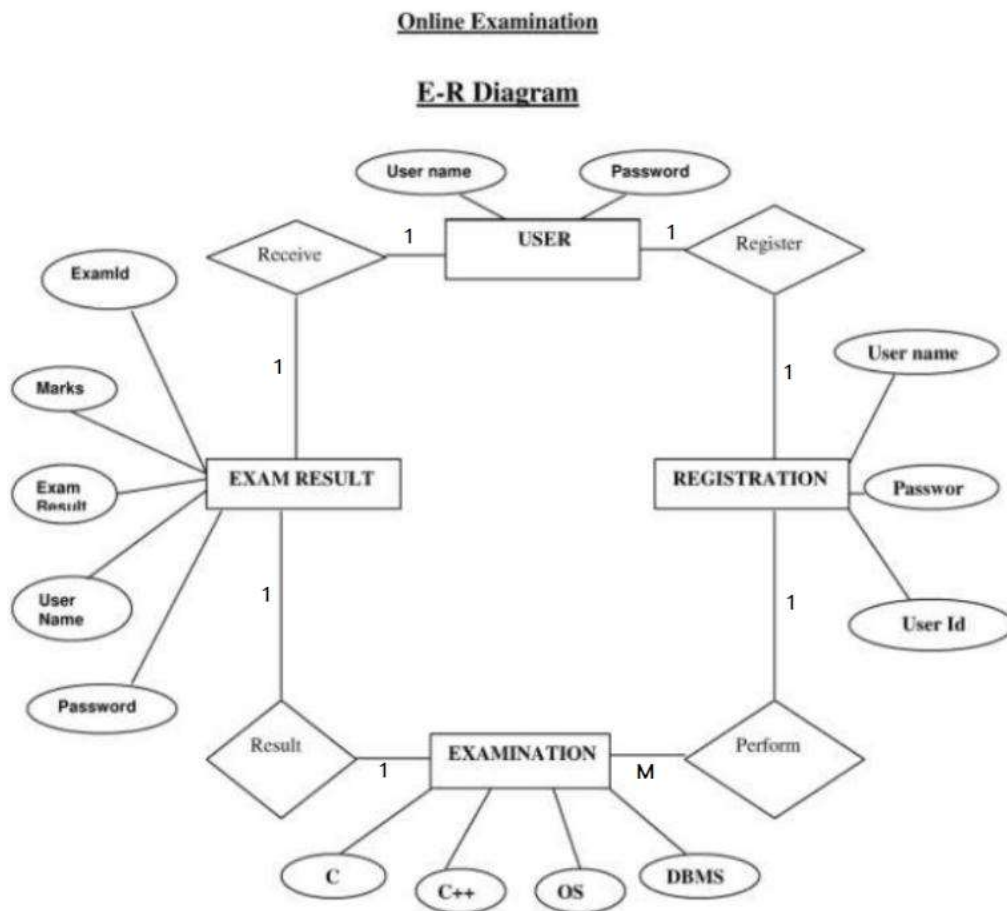 Online Examination
E-R Diagram
User name
Password
Receive
1
USER
1
Register
ExamId
1
1
User name
Marks
EXAM RESULT
REGISTRATION
Exam
Result
Passwor
User
Name
1
1
User Id
Password
Result
1
EXAMINATION
M
Perform
C
C++
OS
DBMS